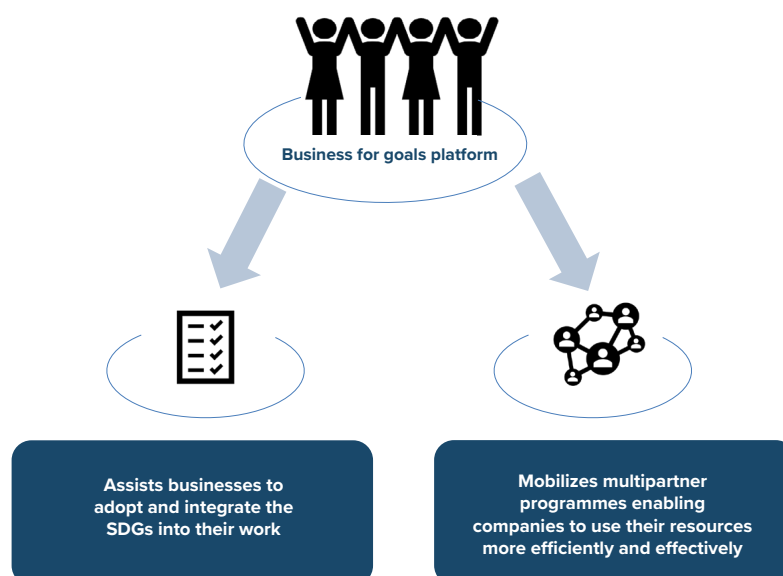 Business for goals platform
Assists businesses to
adopt and integrate the
SDGs into their work
Mobilizes multipartner
programmes enabling
companies to use their resources
more efficiently and effectively